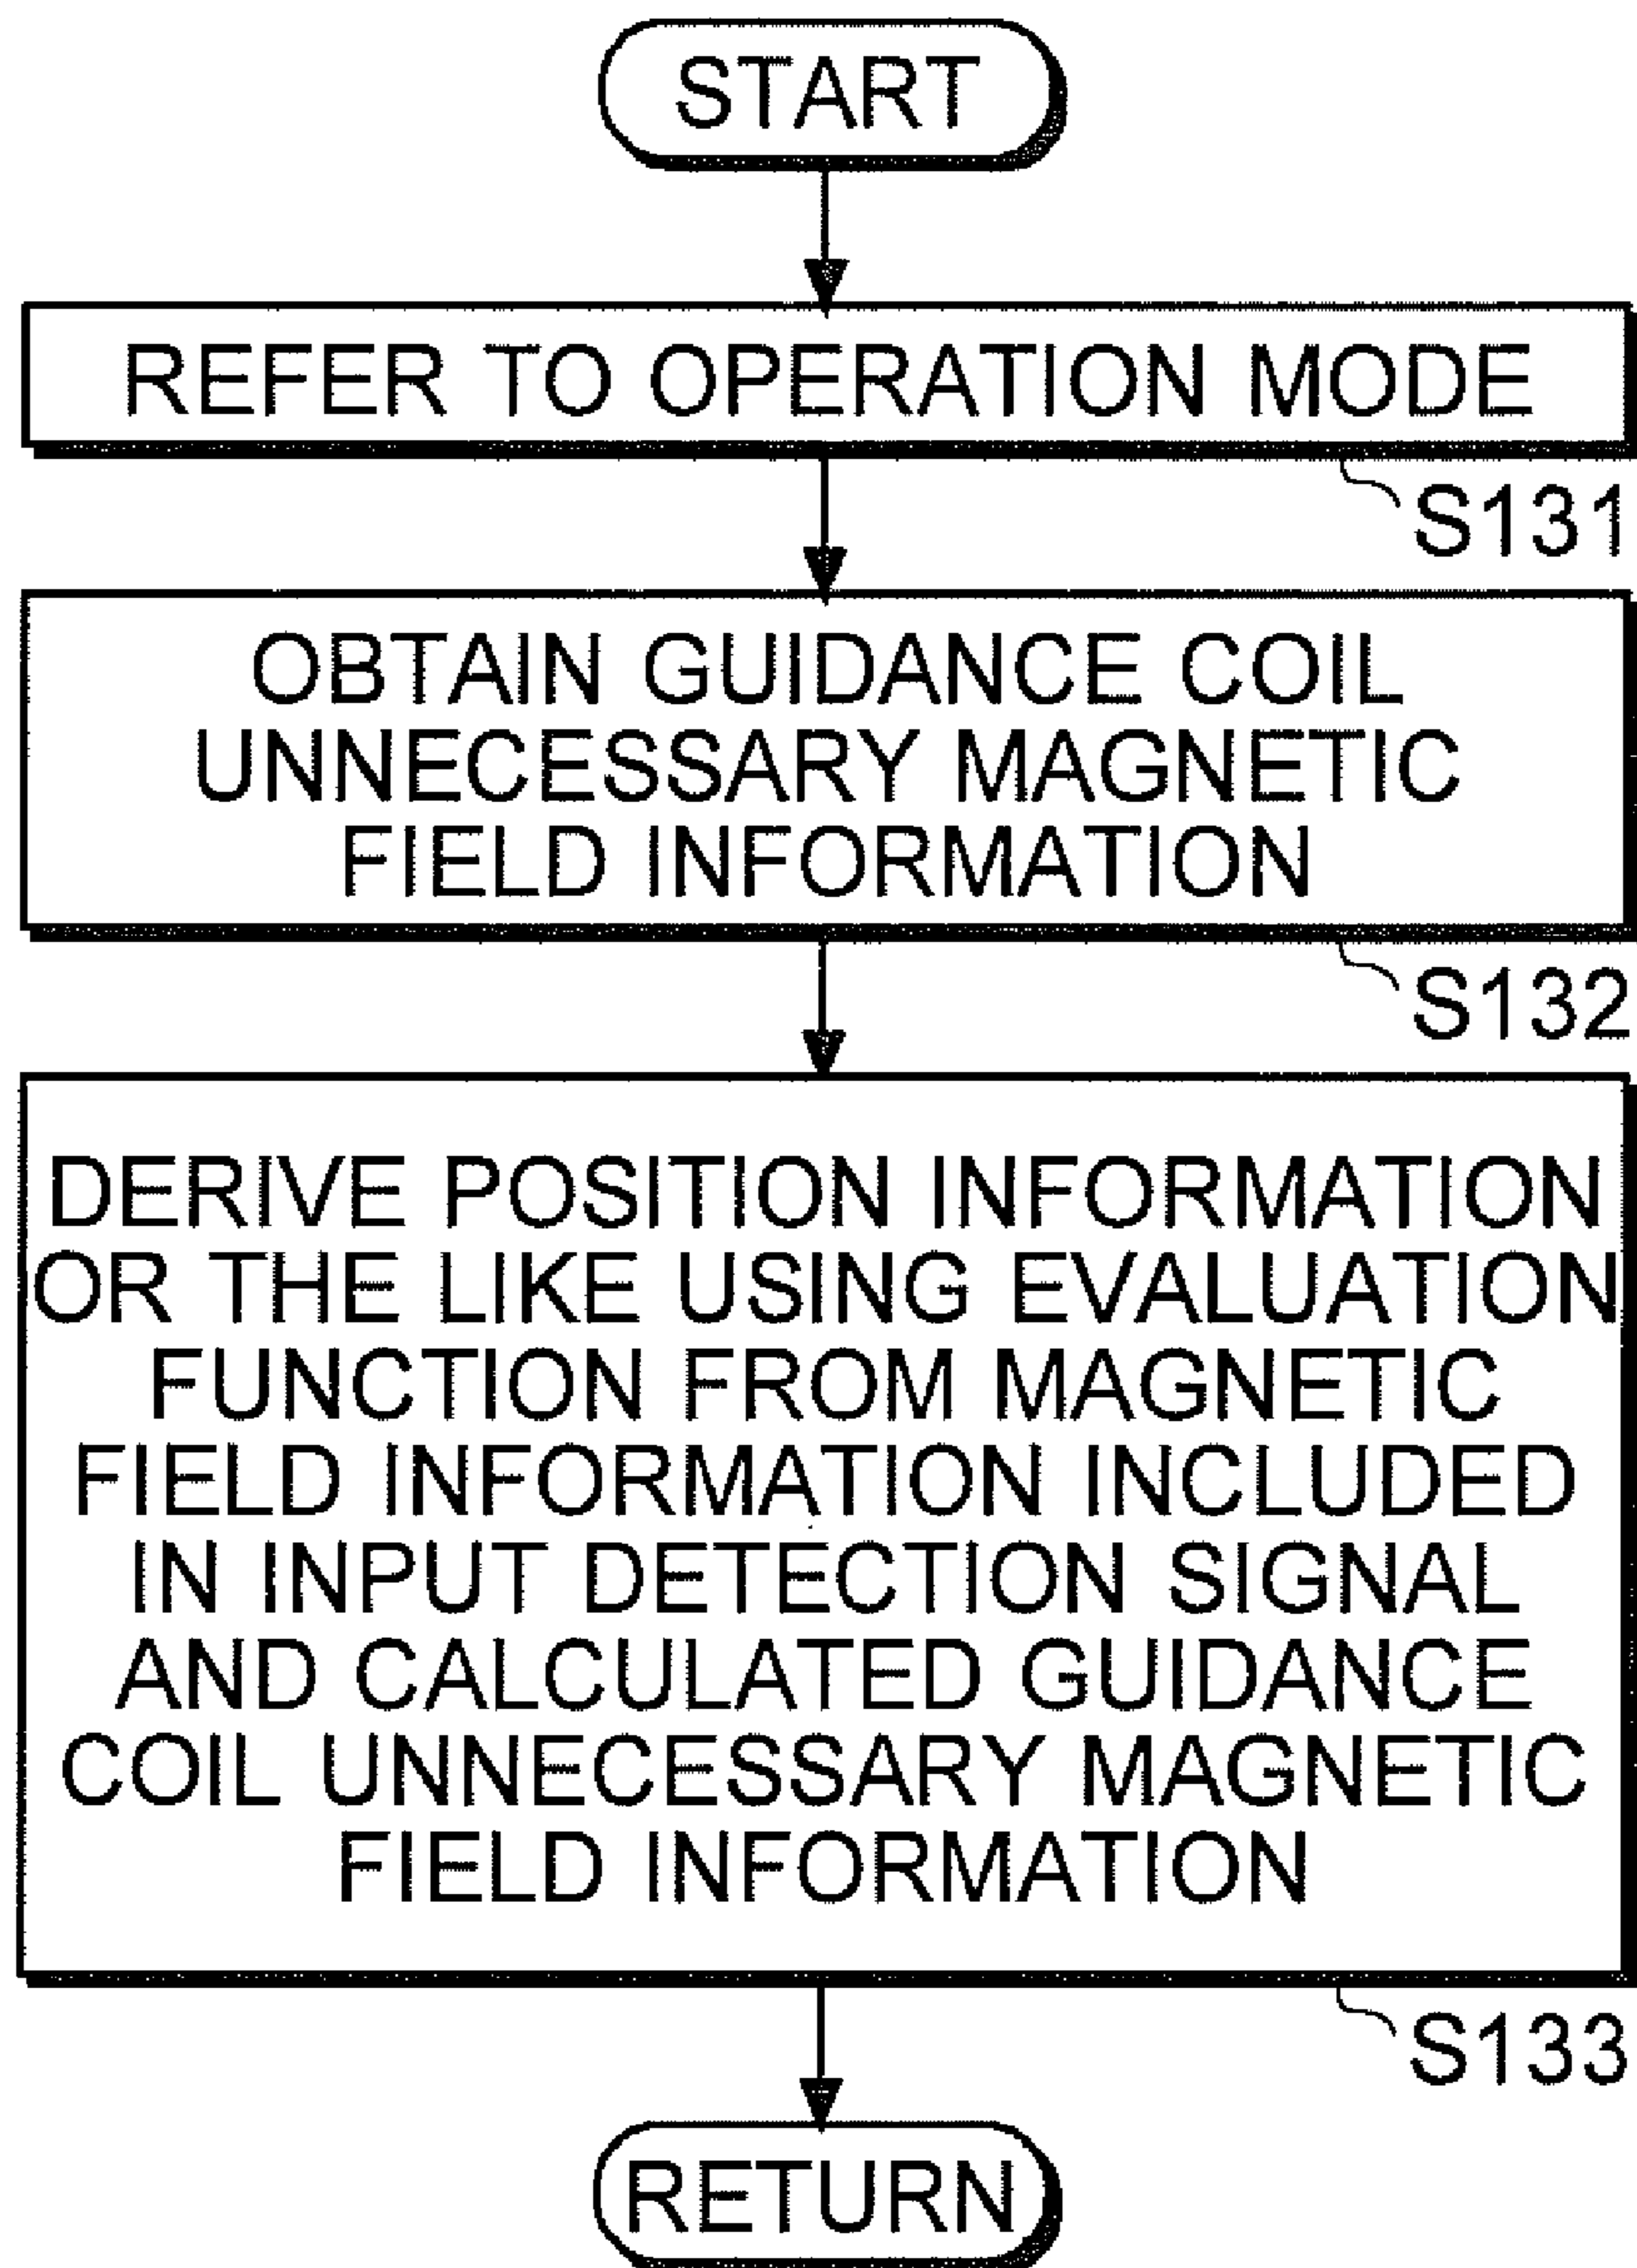 START
REFER TO OPERATION MODE
S131
OBTAIN GUIDANCE COIL
UNNECESSARY MAGNETIC
FIELD INFORMATION
S132
DERIVE POSITION INFORMATION
OR THE LIKE USING EVALUATION
FUNCTION FROM MAGNETIC
FIELD INFORMATION INCLUDED
IN INPUT DETECTION SIGNAL
AND CALCULATED GUIDANCE
COIL UNNECESSARY MAGNETIC
FIELD INFORMATION
S133
RETURN